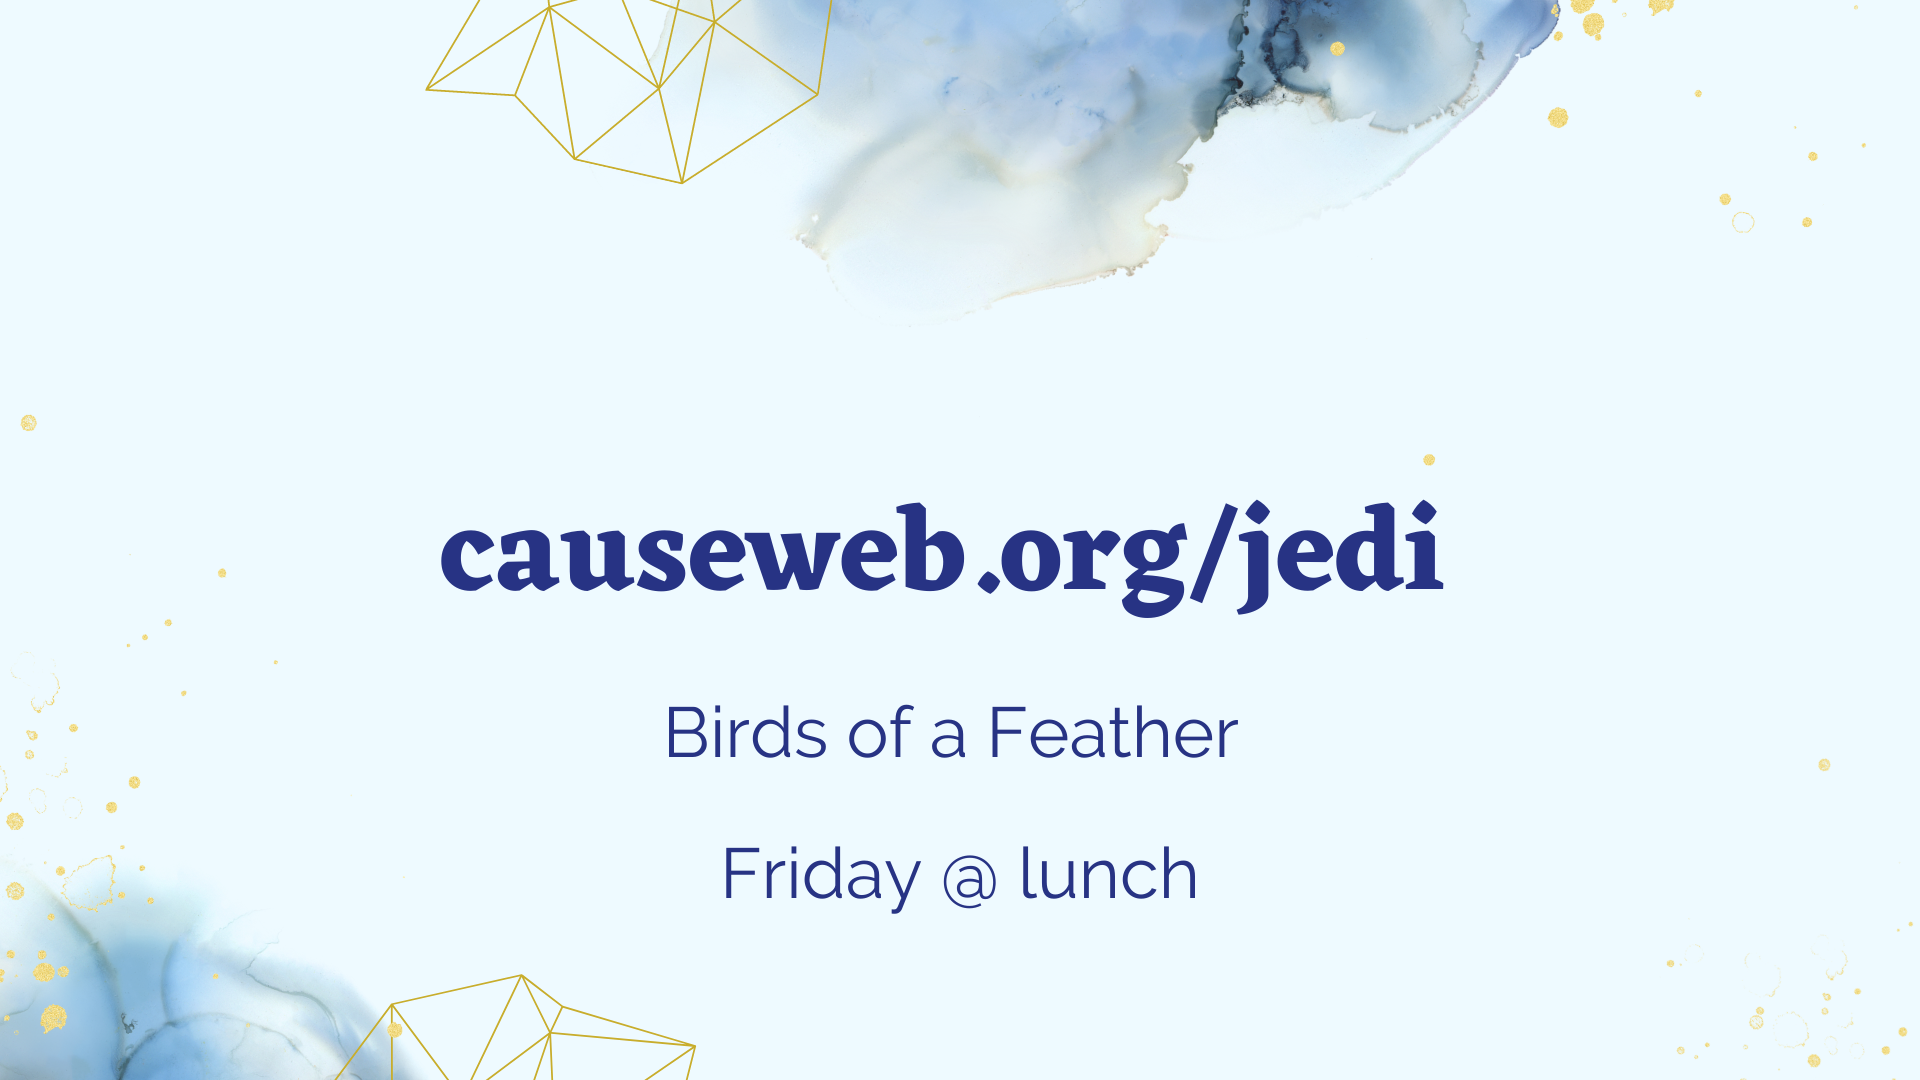 causeweb.org/jedi
Birds of a Feather
Friday @ lunch